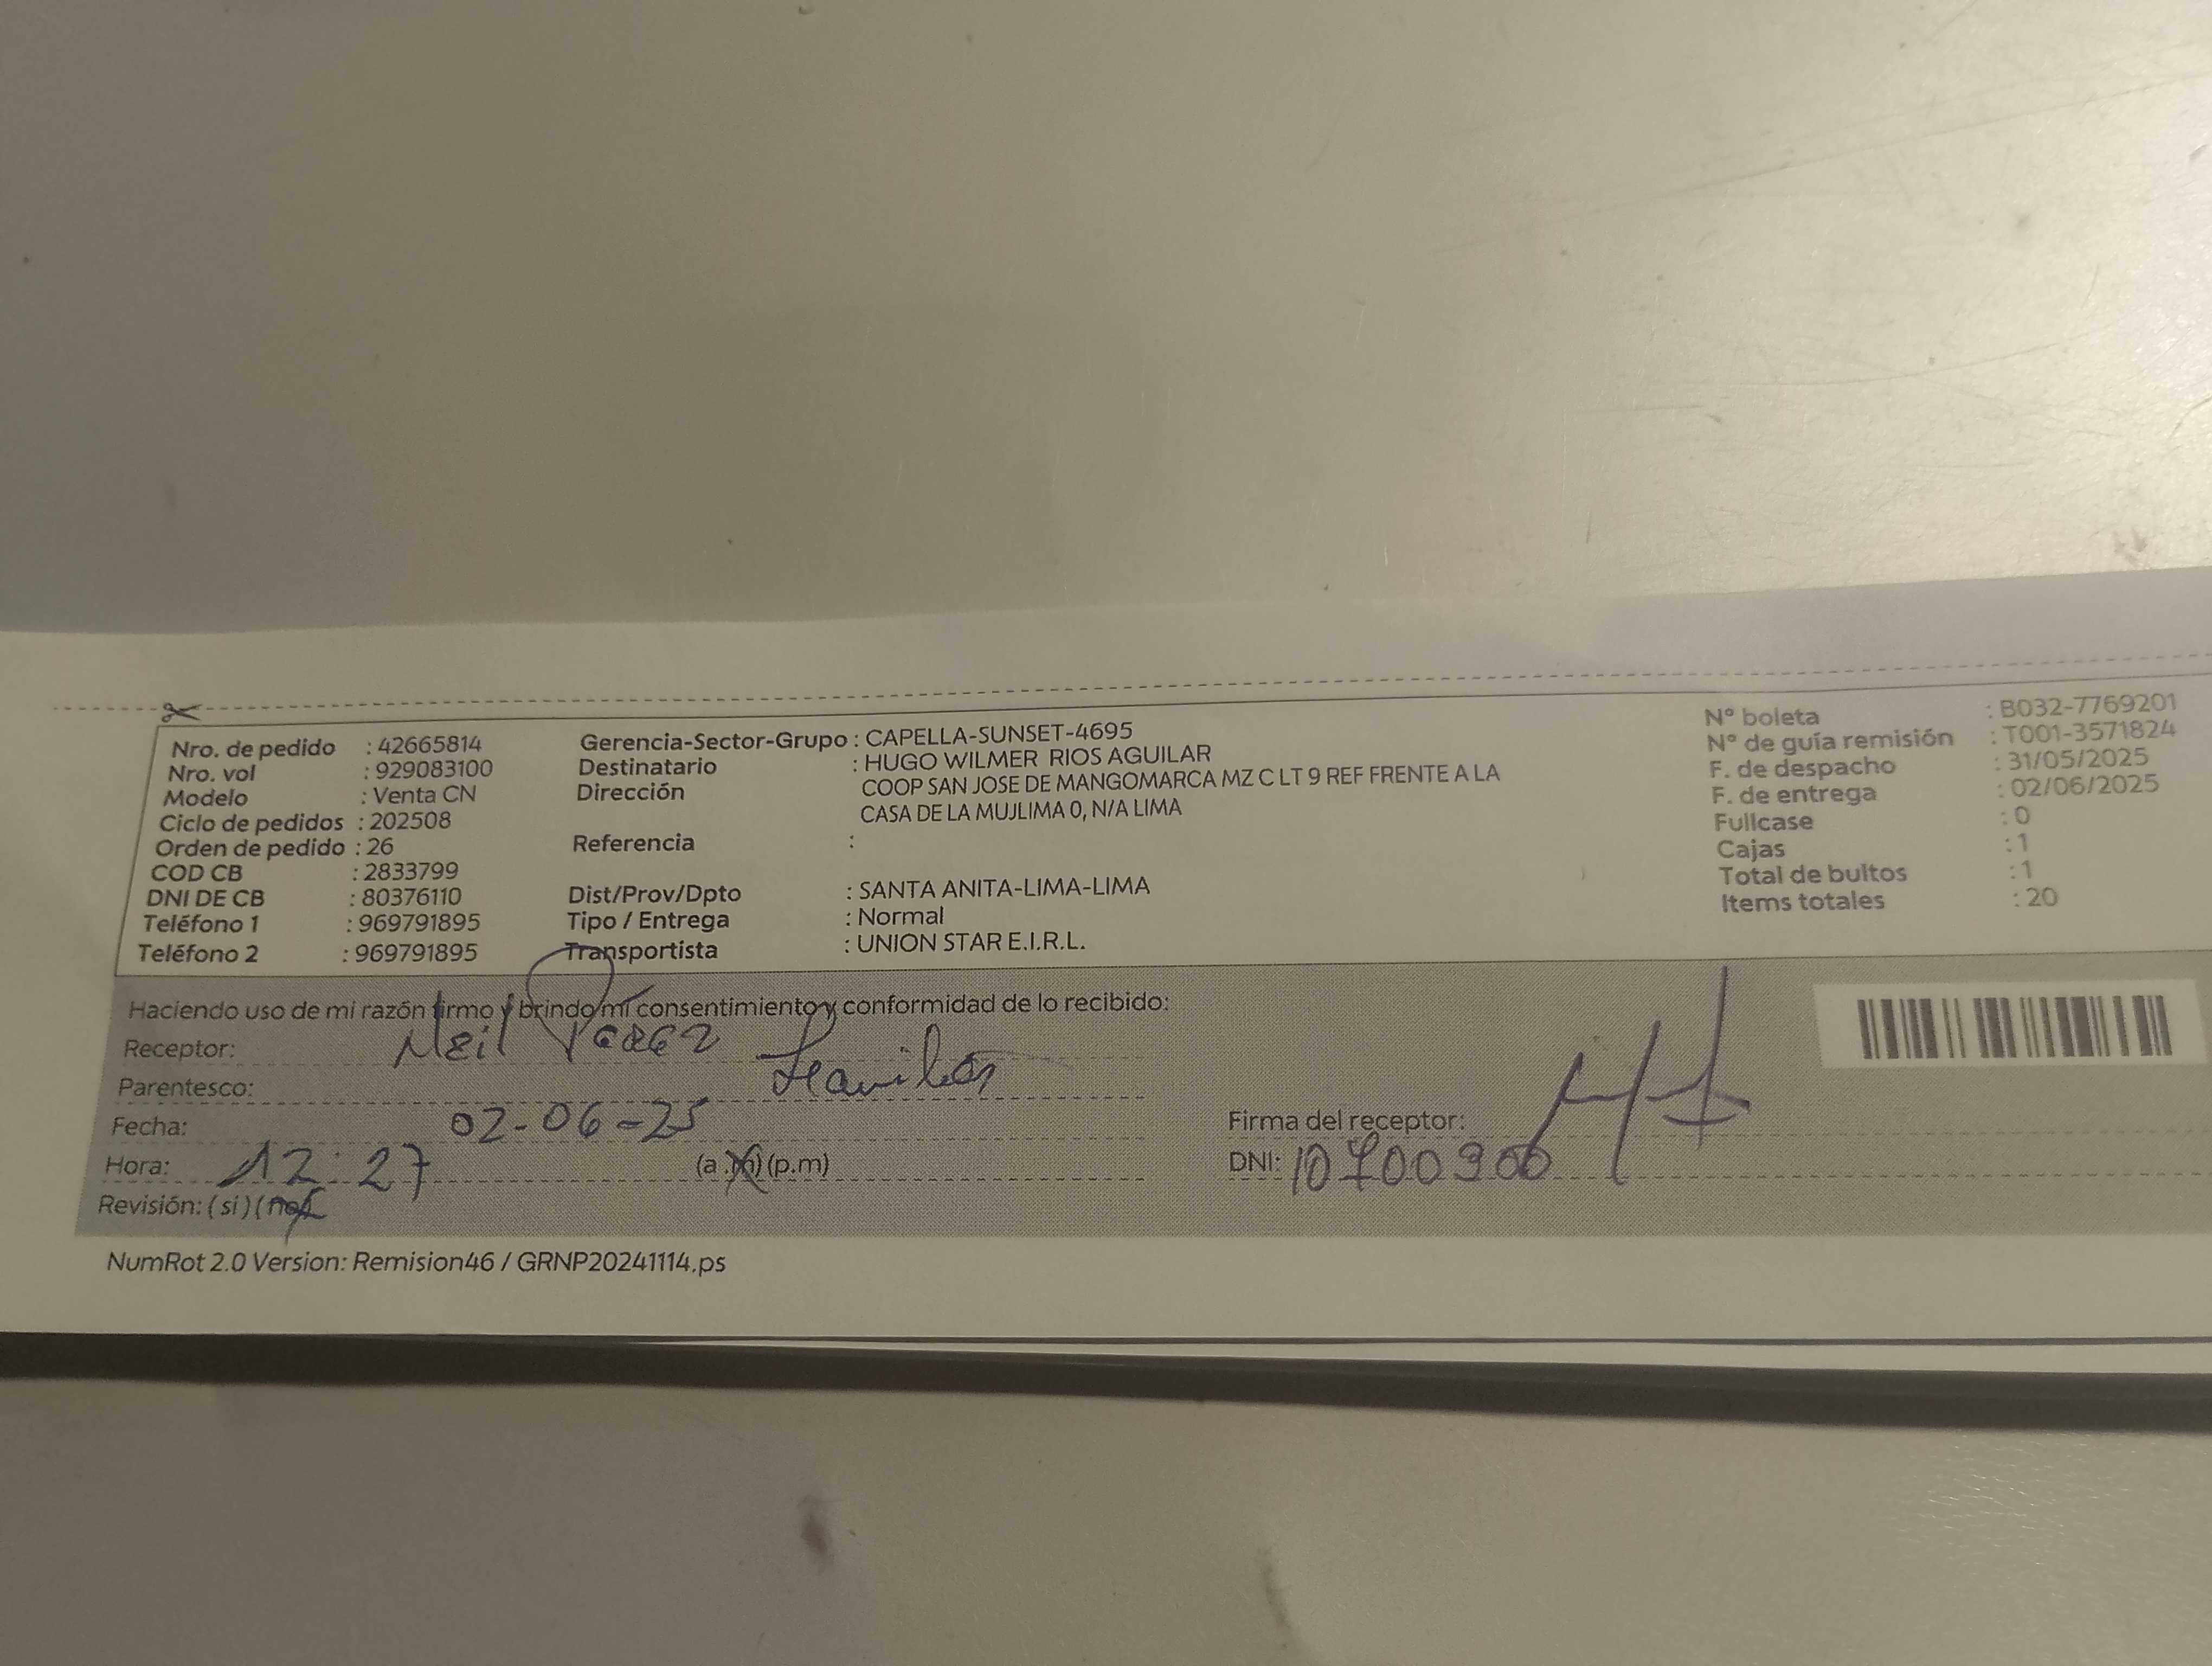 Nro. de pedido : 42665814
Nro. vol : 929083100
Modelo : Venta CN
Ciclo de pedidos : 202508
Orden de pedido : 26
COD CB : 2833799
DNI DE CB : 80376110
Teléfono 1 : 969791895
Teléfono 2 : 969791895
Gerencia-Sector-Grupo : CAPELLA-SUNSET-4695
Destinatario : HUGO WILMER RIOS AGUILAR
Dirección COOP SAN JOSE DE MANGOMARCA MZ C LT 9 REF FRENTE A LA
CASA DE LA MUJLIMA 0, N/A LIMA
Referencia :
Dist/Prov/Dpto : SANTA ANITA-LIMA-LIMA
Tipo / Entrega : Normal
Transportista : UNION STAR E.I.R.L.
N° boleta : B032-7769201
N° de guía remisión : T001-3571824
F. de despacho : 31/05/2025
F. de entrega : 02/06/2025
Fullcase : 0
Cajas : 1
Total de bultos : 1
Items totales : 20
Haciendo uso de mi razón firmo y brindo mi consentimiento y conformidad de lo recibido:
Receptor: Neil Perez
Parentesco:
Fecha: 02-06-25
Hora: 12:27 (a.m) (p.m)
Revisión: (si) (no)
Firma del receptor:
DNI: 10700900
NumRot 2.0 Version: Remision46 / GRNP20241114.ps